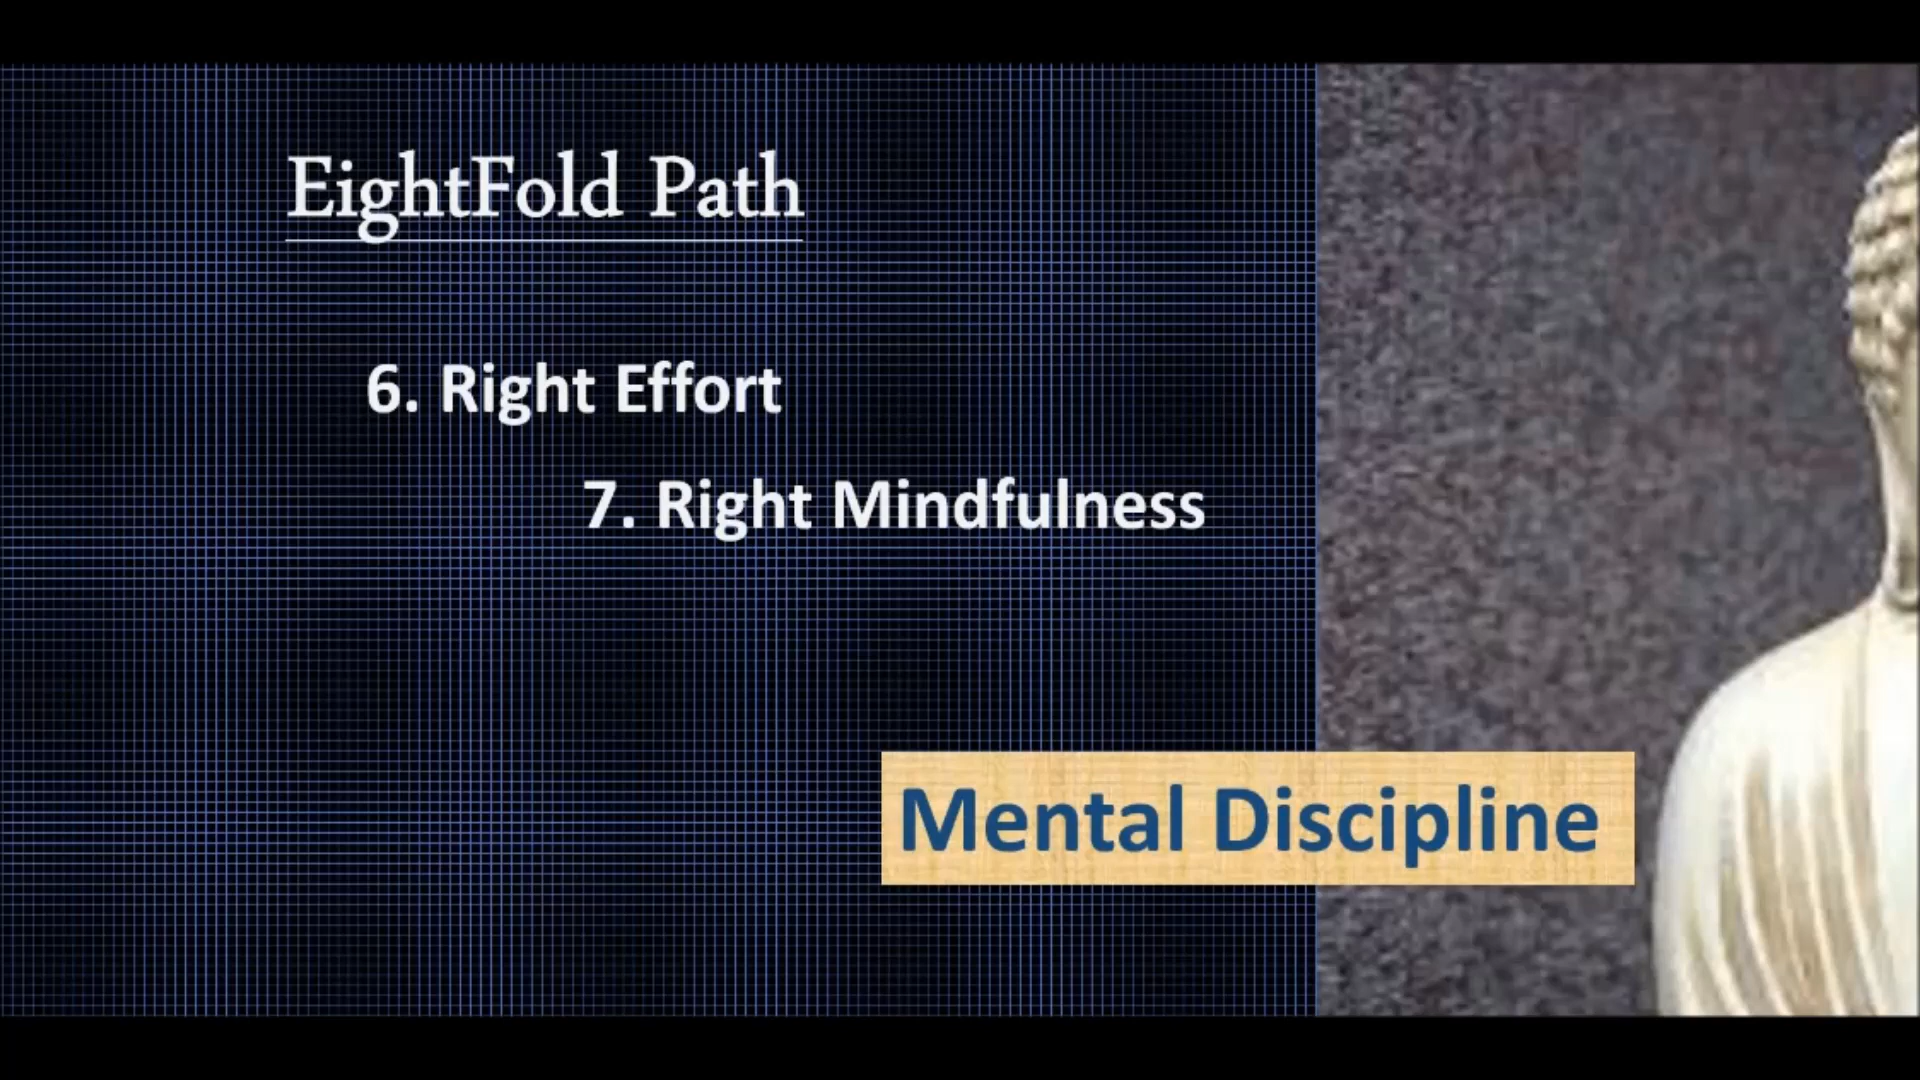 EightFold Path
6. Right Effort
7. Right Mindfulness
Mental Discipline